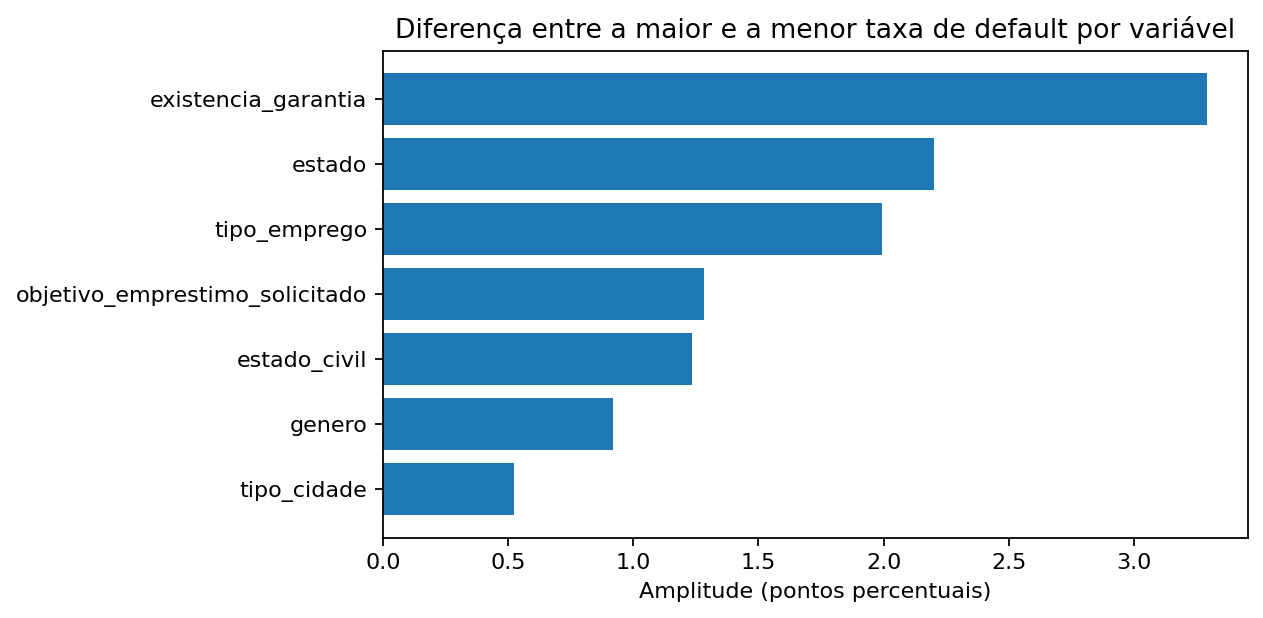 Diferença entre a maior e a menor taxa de default por variável
existencia_garantia
estado
tipo_emprego
objetivo_emprestimo_solicitado
estado_civil
genero
tipo_cidade
0.0 0.5 1.0 1.5 2.0 2.5 3.0
Amplitude (pontos percentuais)